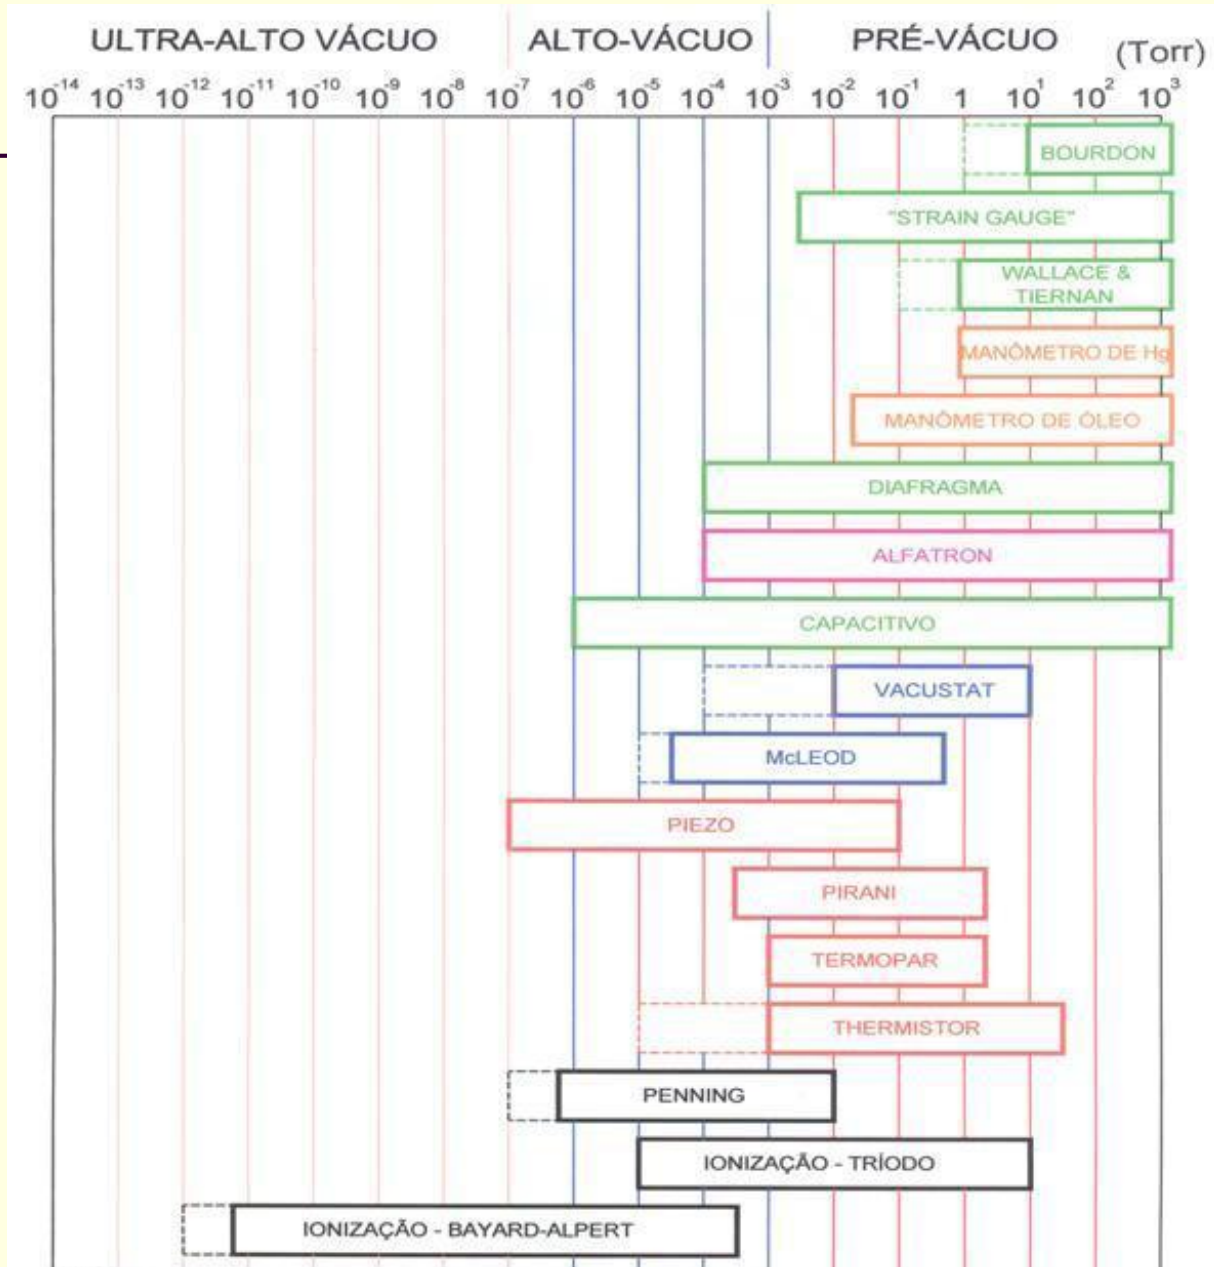 ULTRA-ALTO VÁCUO ALTO-VÁCUO PRÉ-VÁCUO (Torr)
10⁻¹⁴ 10⁻¹³ 10⁻¹² 10⁻¹¹ 10⁻¹⁰ 10⁻⁹ 10⁻⁸ 10⁻⁷ 10⁻⁶ 10⁻⁵ 10⁻⁴ 10⁻³ 10⁻² 10⁻¹ 1 10¹ 10² 10³
BOURDON
"STRAIN GAUGE"
WALLACE &
TIERNAN
MANÔMETRO DE Hg
MANÔMETRO DE ÓLEO
DIAFRAGMA
ALFATRON
CAPACITIVO
VACUSTAT
McLEOD
PIEZO
PIRANI
TERMOPAR
THERMISTOR
PENNING
IONIZAÇÃO - TRÍODO
IONIZAÇÃO - BAYARD-ALPERT